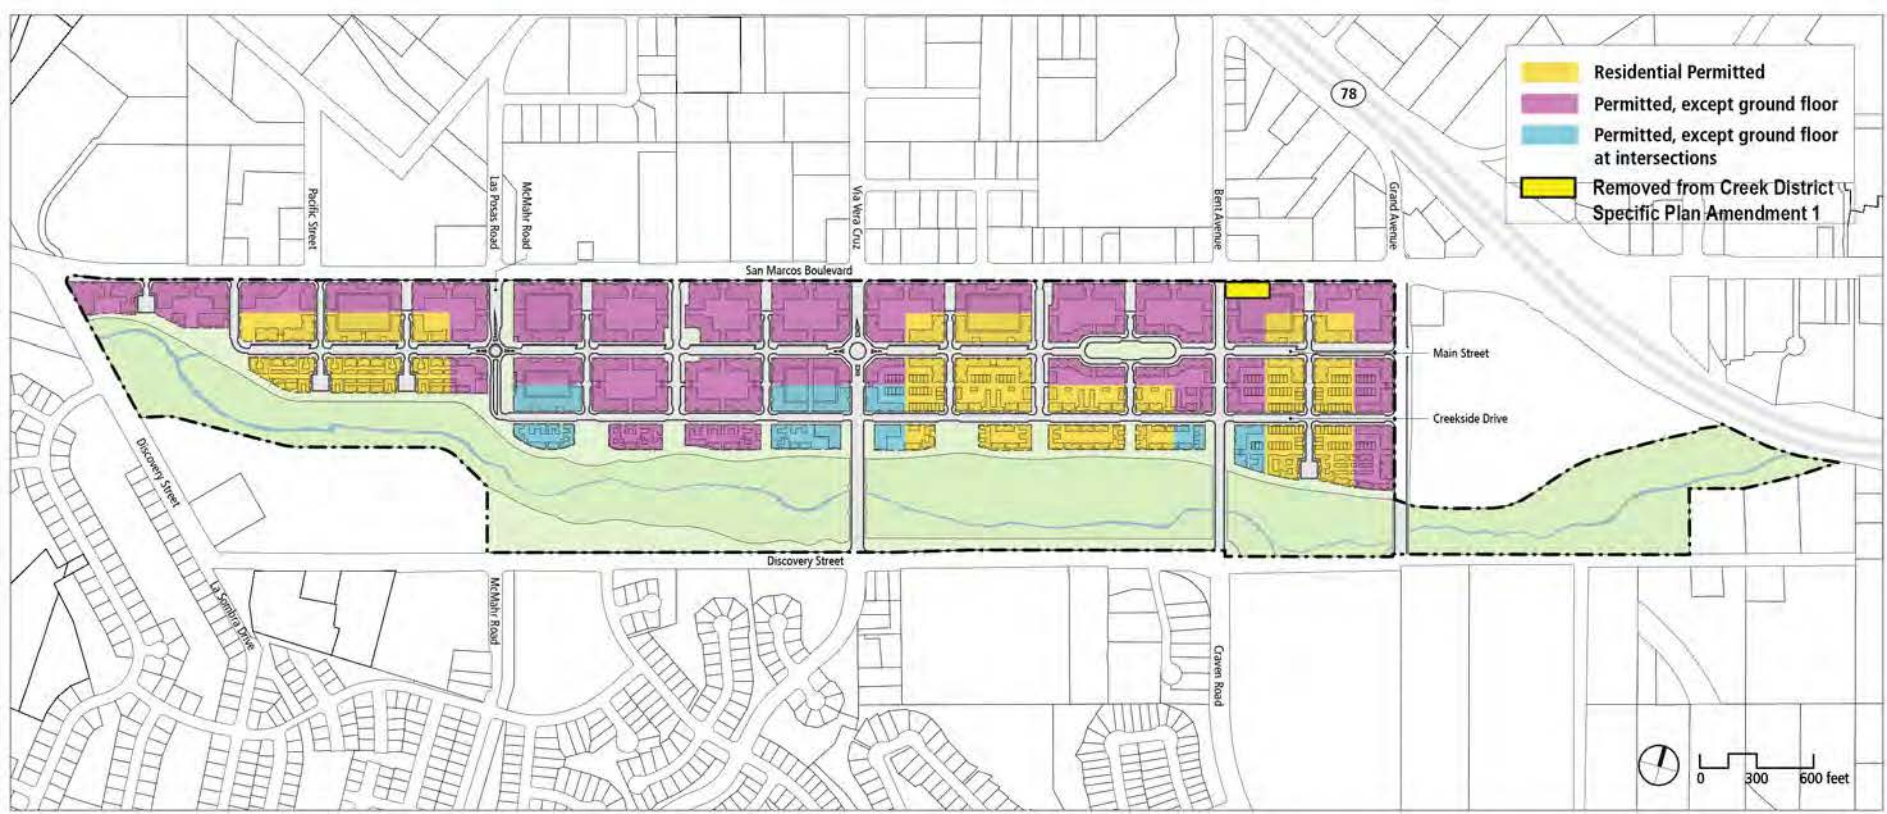 78
Residential Permitted
Permitted, except ground floor
Permitted, except ground floor
at intersections
Removed from Creek District
Specific Plan Amendment 1
Pacific Street
Las Posas Road
McMahr Road
Via Vera Cruz
Bent Avenue
Grand Avenue
San Marcos Boulevard
Main Street
Creekside Drive
Discovery Street
Discovery Street
La Sombra Drive
McMahr Road
Craven Road
0 300 600 feet